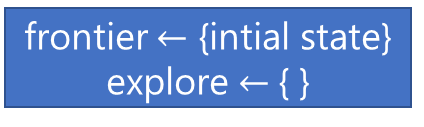 frontier ← {intial state}
explore ← { }